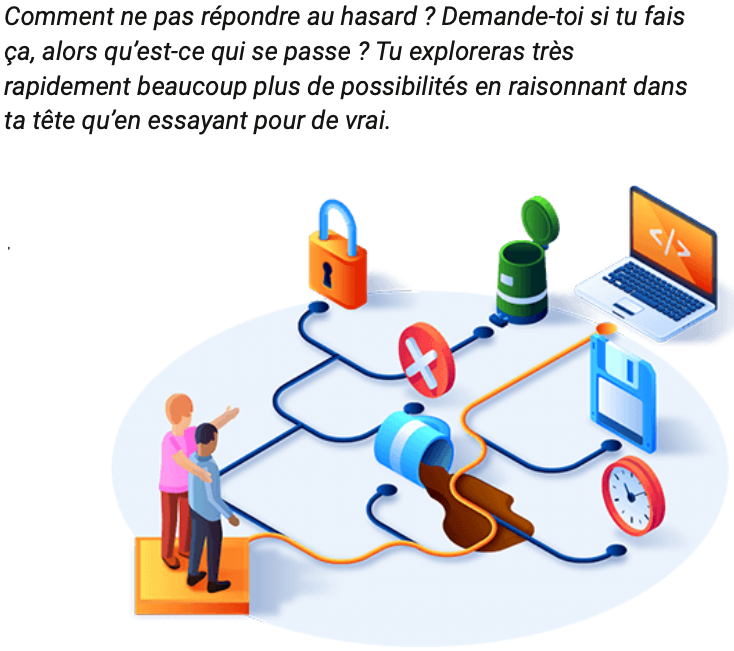 Comment ne pas répondre au hasard ? Demande-toi si tu fais
ça, alors qu’est-ce qui se passe ? Tu exploreras très
rapidement beaucoup plus de possibilités en raisonnant dans
ta tête qu’en essayant pour de vrai.
</>